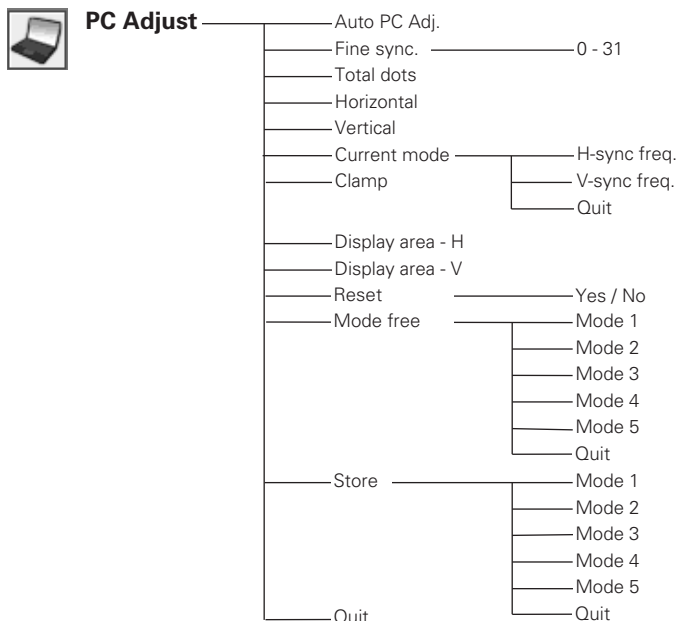 PC Adjust
Auto PC Adj.
Fine sync. 0 - 31
Total dots
Horizontal
Vertical
Current mode H-sync freq.
Clamp V-sync freq.
Quit
Display area - H
Display area - V
Reset Yes / No
Mode free Mode 1
Mode 2
Mode 3
Mode 4
Mode 5
Quit
Store Mode 1
Mode 2
Mode 3
Mode 4
Mode 5
Quit Quit